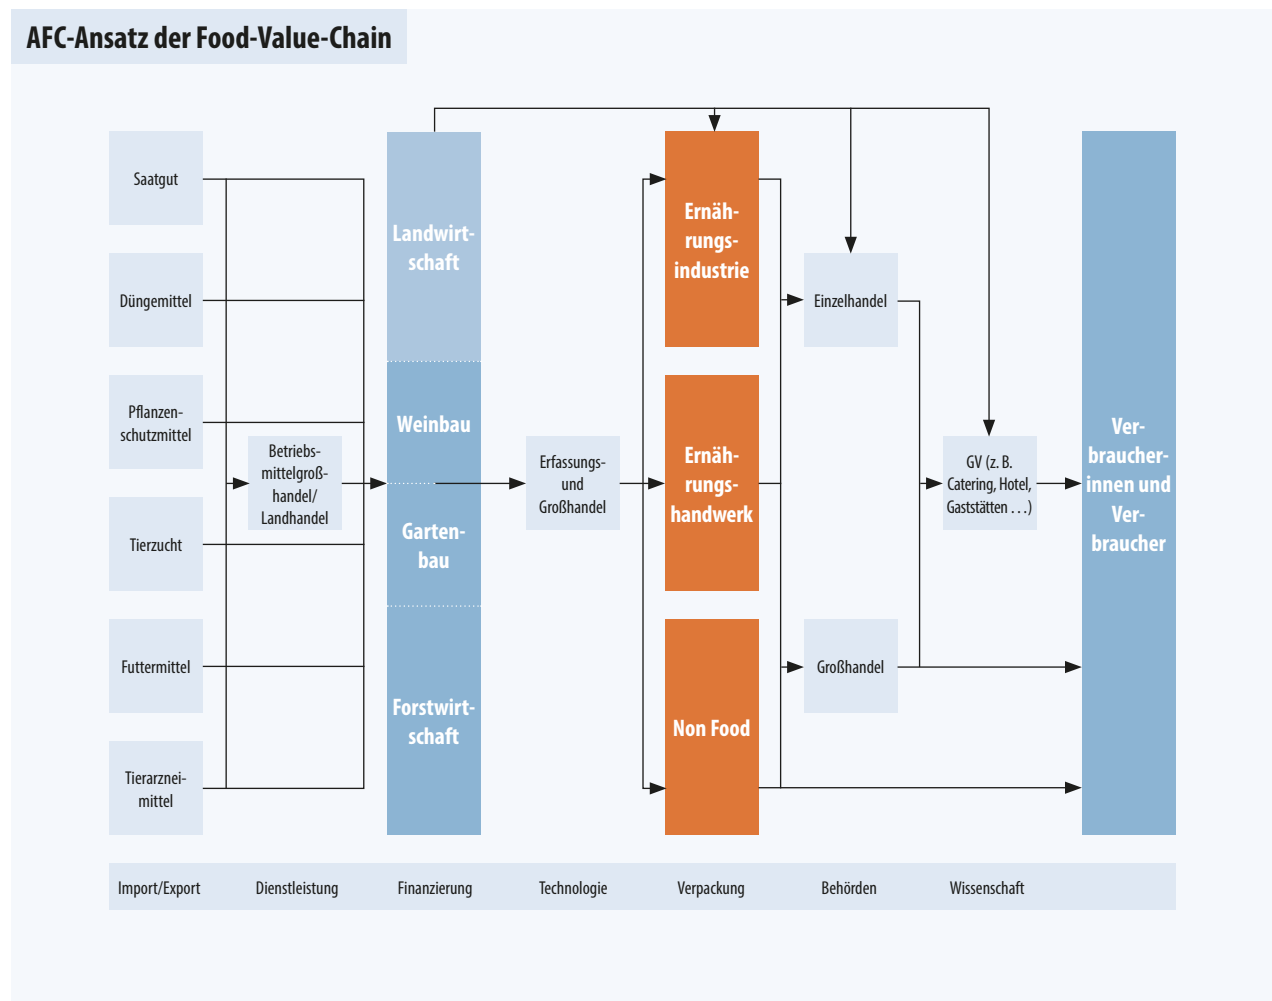 AFC-Ansatz der Food-Value-Chain
Saatgut
Düngemittel
Pflanzen-
schutzmittel
Tierzucht
Futtermittel
Tierarznei-
mittel
Betriebs-
mittelgroß-
handel/
Landhandel
Landwirt-
schaft
Weinbau
Garten-
bau
Forstwirt-
schaft
Erfassungs-
und
Großhandel
Ernäh-
rungs-
industrie
Ernäh-
rungs-
handwerk
Non Food
Einzelhandel
Großhandel
GV (z. B.
Catering, Hotel,
Gaststätten ...)
Ver-
braucher-
innen und
Ver-
braucher
Import/Export
Dienstleistung
Finanzierung
Technologie
Verpackung
Behörden
Wissenschaft